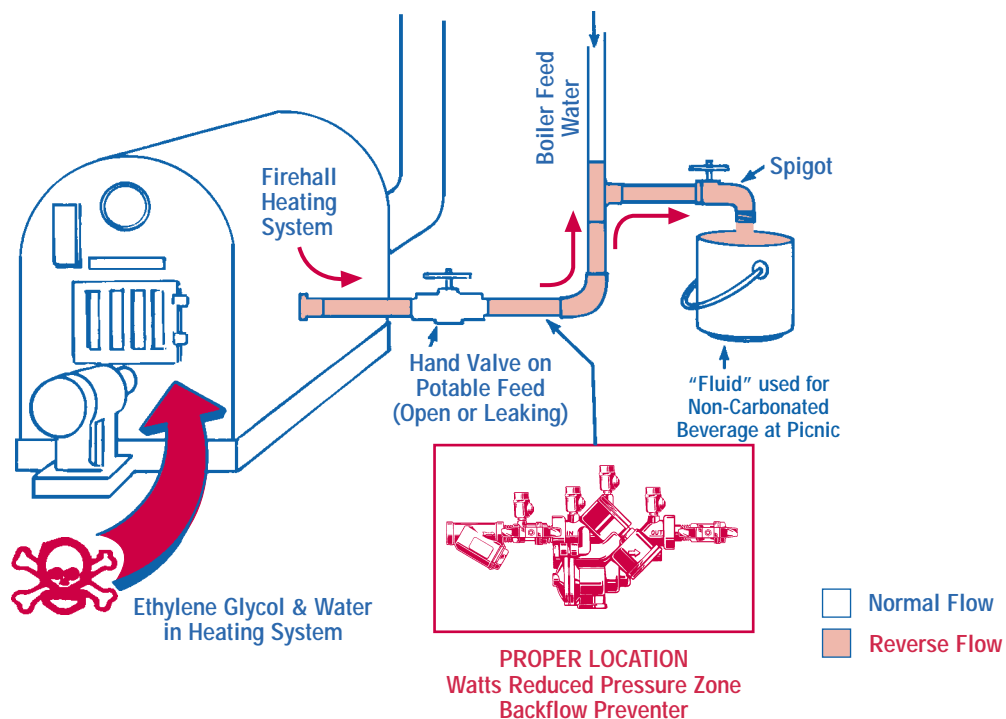 Boiler Feed
Water
Spigot
Firehall
Heating
System
Hand Valve on
Potable Feed
(Open or Leaking)
“Fluid” used for
Non-Carbonated
Beverage at Picnic
IN
OUT
Ethylene Glycol & Water
in Heating System
Normal Flow
Reverse Flow
PROPER LOCATION
Watts Reduced Pressure Zone
Backflow Preventer